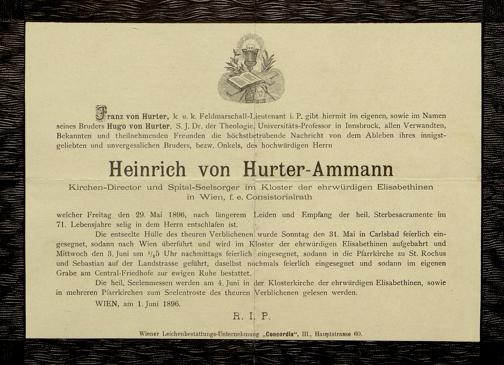 Franz von Hurter, k. u. k. Feldmarschall-Lieutenant i. P. gibt hiermit im eigenen, sowie im Namen
seines Bruders Hugo von Hurter, S. J. Dr. der Theologie, Universitäts-Professor in Innsbruck, allen Verwandten,
Bekannten und theilnehmenden Freunden die höchstbetrübende Nachricht von dem Ableben ihres innigst-
geliebten und unvergesslichen Bruders, bezw. Onkels, des hochwürdigen Herrn
Heinrich von Hurter-Ammann
Kirchen-Director und Spital-Seelsorger im Kloster der ehrwürdigen Elisabethinen
in Wien, f. e. Consistorialrath
welcher Freitag den 29. Mai 1896, nach längerem Leiden und Empfang der heil. Sterbesacramente im
71. Lebensjahre selig in dem Herrn entschlafen ist.
Die entseelte Hülle des theuren Verblichenen wurde Sonntag den 31. Mai in Carlsbad feierlich ein-
gesegnet, sodann nach Wien überführt und wird im Kloster der ehrwürdigen Elisabethinen aufgebahrt und
Mittwoch den 3. Juni um 1/25 Uhr nachmittags feierlich eingesegnet, sodann in die Pfarrkirche zu St. Rochus
und Sebastian auf der Landstrasse geführt, daselbst nochmals feierlich eingesegnet und sodann im eigenen
Grabe am Central-Friedhofe zur ewigen Ruhe bestattet.
Die heil. Seelenmessen werden am 4. Juni in der Klosterkirche der ehrwürdigen Elisabethinen, sowie
in mehreren Pfarrkirchen zum Seelentroste des theuren Verblichenen gelesen werden.
WIEN, am 1. Juni 1896.
R. I. P.
Wiener Leichenbestattungs-Unternehmung „Concordia", III., Hauptstrasse 60.